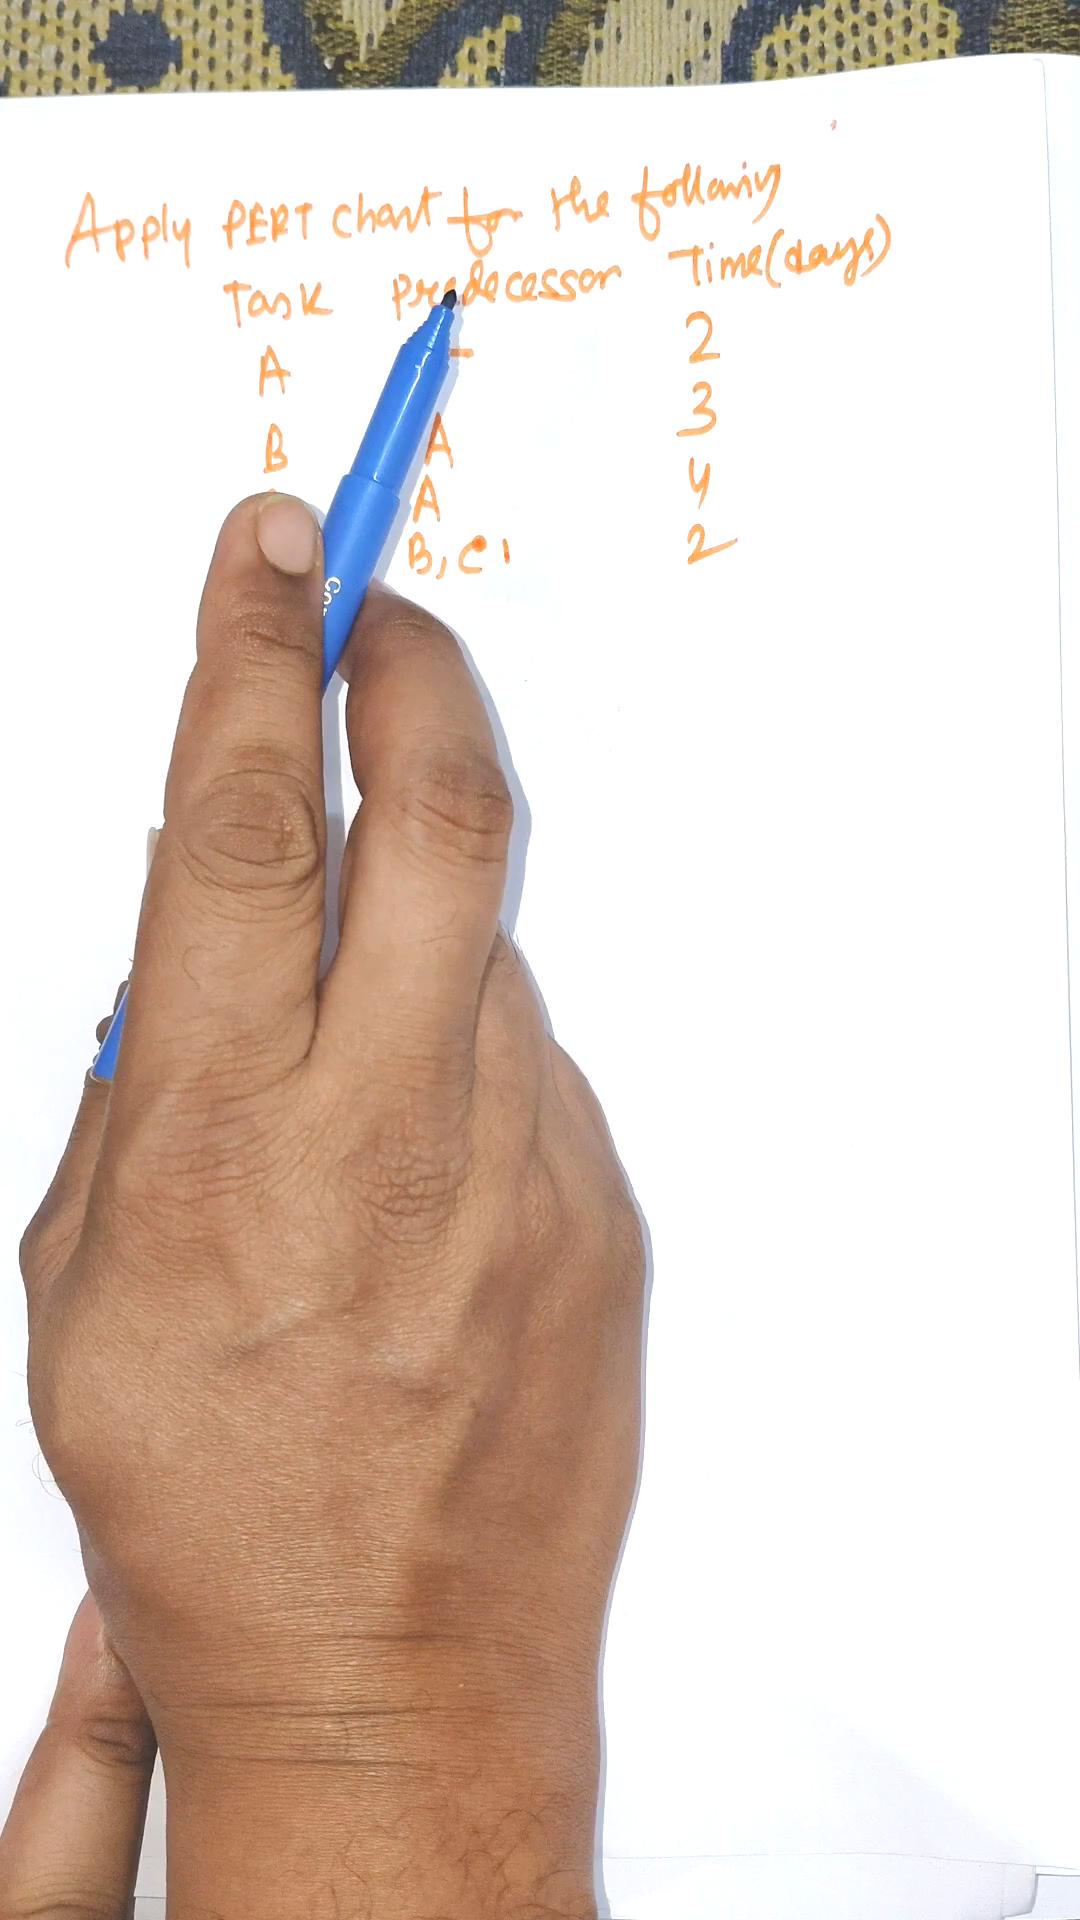 Apply PERT chart for the following
Task Predecessor Time(days)
A - 2
B A 3
A 4
B, C 2